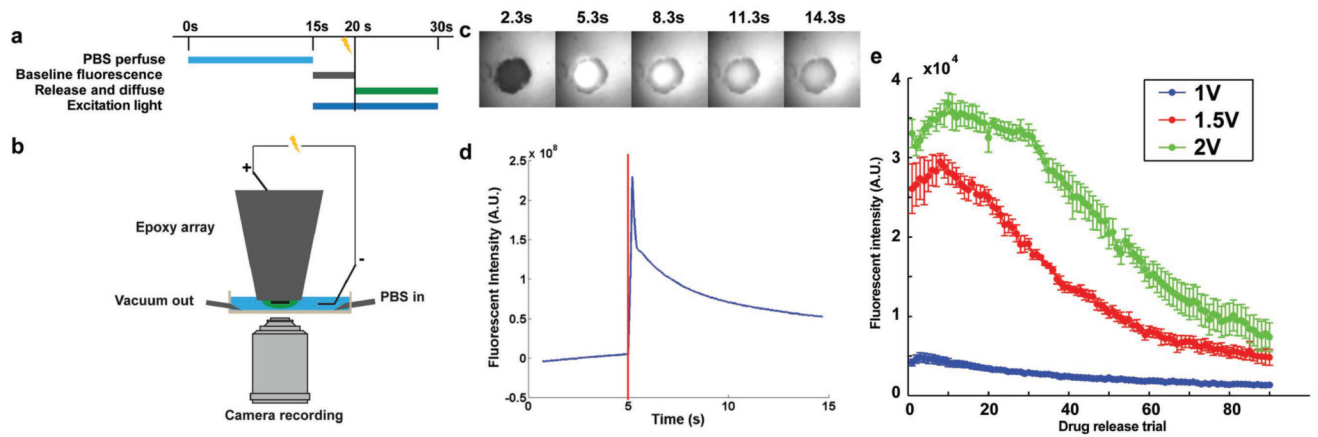 a
0s 15s 20 s 30s
PBS perfuse
Baseline fluorescence
Release and diffuse
Excitation light
b
+
-
Epoxy array
Vacuum out
PBS in
Camera recording
c
2.3s 5.3s 8.3s 11.3s 14.3s
d
x 10⁸
2.5
2.0
1.5
1.0
0.5
0
-0.5
Fluorescent Intensity (A.U.)
0 5 10 15
Time (s)
e
x10⁴
4
3
2
1
0
Fluorescent intensity (A.U.)
0 20 40 60 80
Drug release trial
1V
1.5V
2V